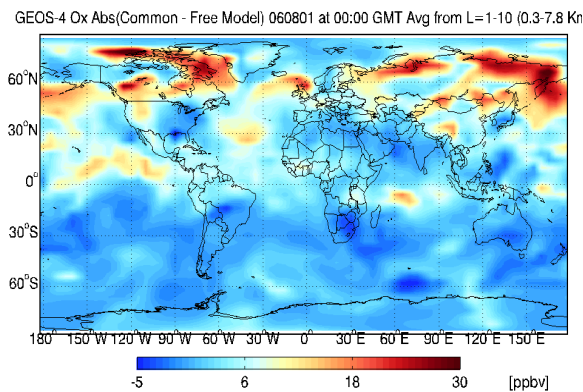 GEOS-4 Ox Abs(Common - Free Model) 060801 at 00:00 GMT Avg from L=1-10 (0.3-7.8 Km
60°N
30°N
0°
30°S
60°S
180°W 150°W 120°W 90°W 60°W 30°W 0° 30°E 60°E 90°E 120°E 150°E
-5 6 18 30 [ppbv]